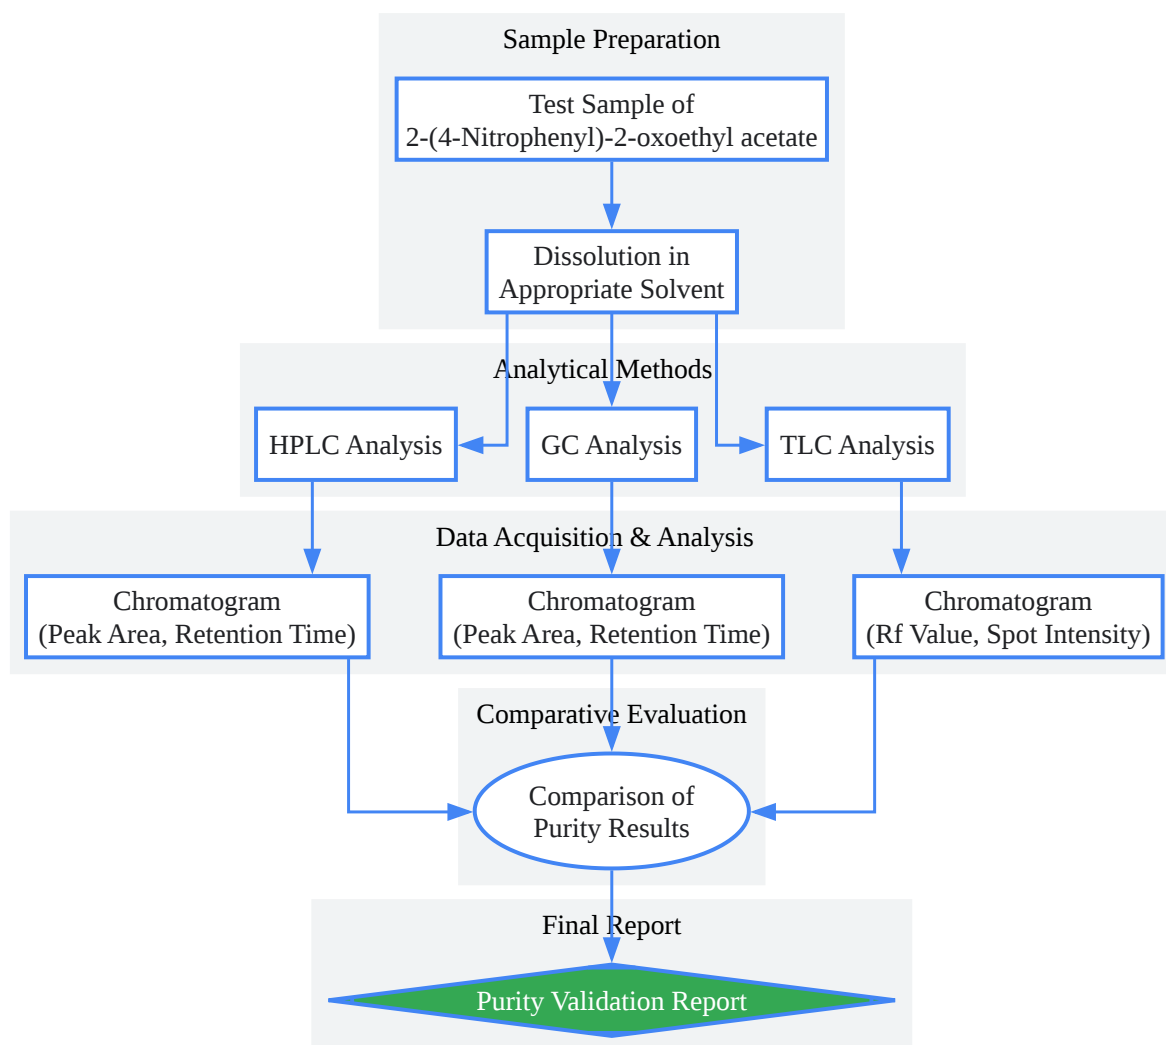 Sample Preparation
Test Sample of
2-(4-Nitrophenyl)-2-oxoethyl acetate
Dissolution in
Appropriate Solvent
Analytical Methods
HPLC Analysis
GC Analysis
TLC Analysis
Data Acquisition & Analysis
Chromatogram
(Peak Area, Retention Time)
Chromatogram
(Peak Area, Retention Time)
Chromatogram
(Rf Value, Spot Intensity)
Comparative Evaluation
Comparison of
Purity Results
Final Report
Purity Validation Report